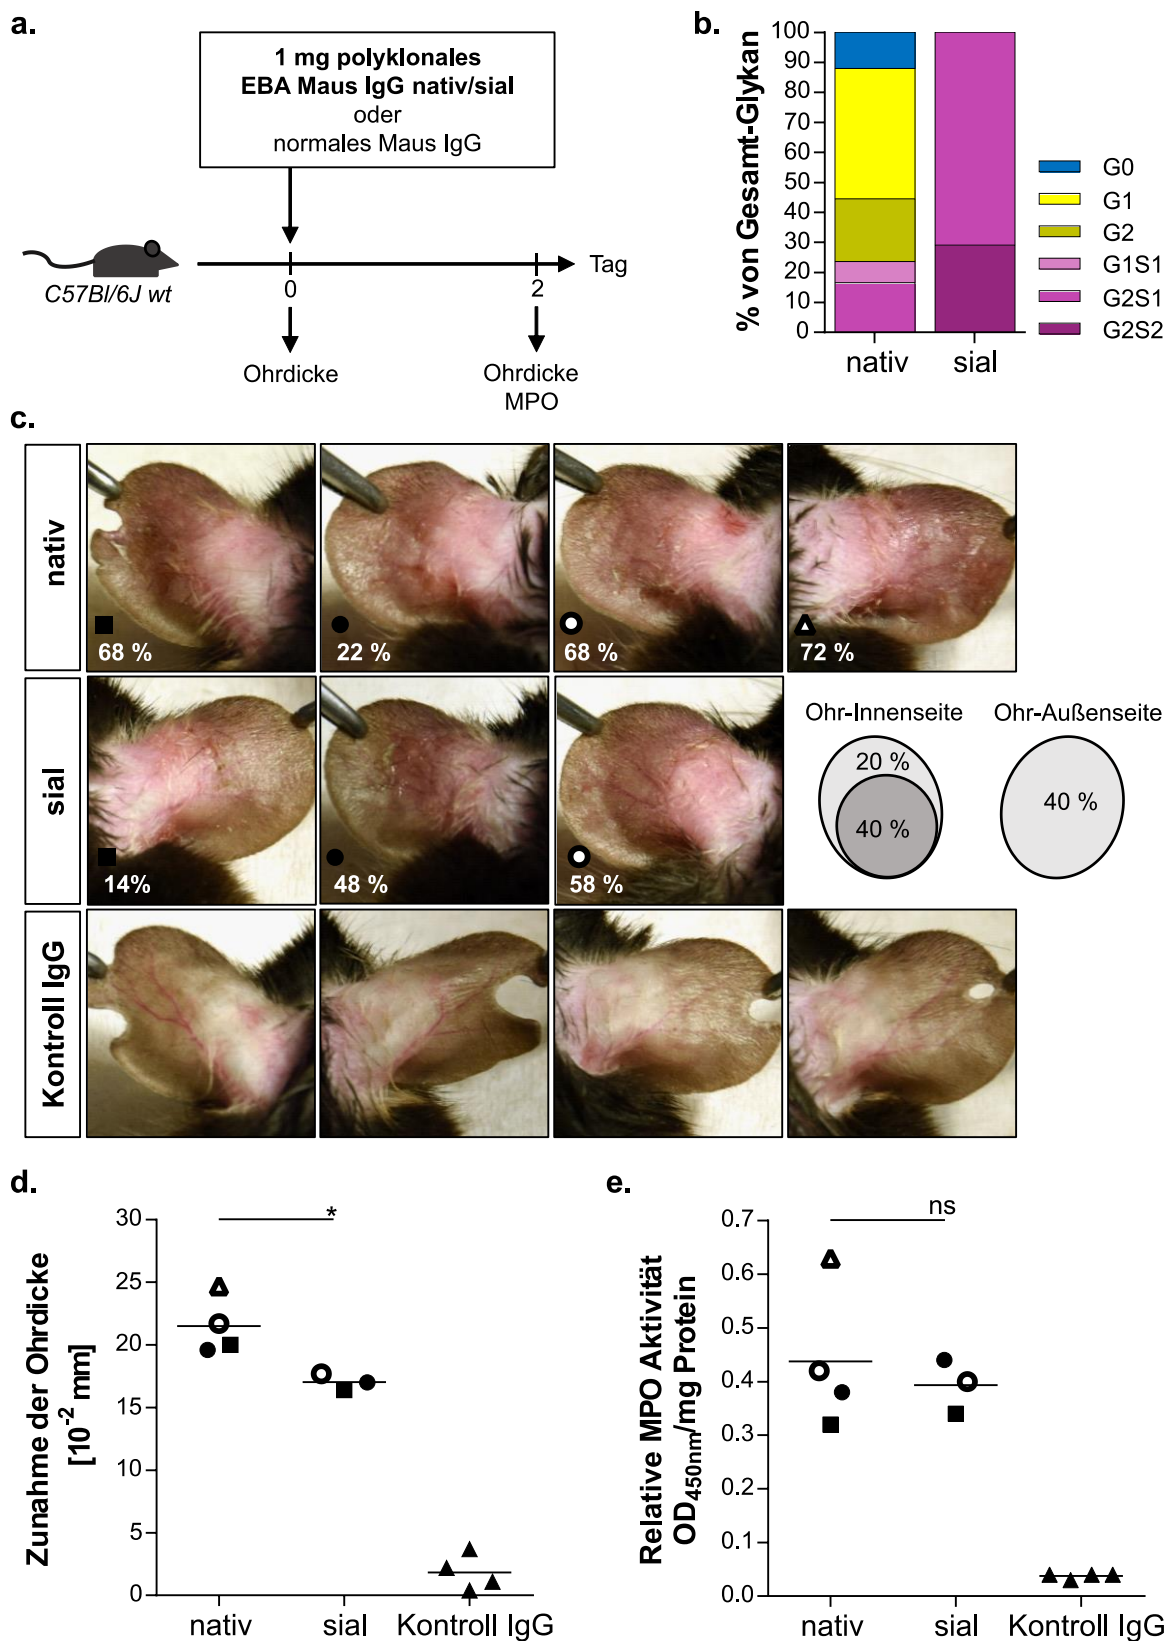 a.
1 mg polyklonales
EBA Maus IgG nativ/sial
oder
normales Maus IgG
C57Bl/6J wt
0
2
Tag
Ohrdicke
Ohrdicke
MPO
b.
% von Gesamt-Glykan
100
90
80
70
60
50
40
30
20
10
0
nativ
sial
G0
G1
G2
G1S1
G2S1
G2S2
c.
nativ
68 %
22 %
68 %
72 %
sial
14%
48 %
58 %
Ohr-Innenseite
20 %
40 %
Ohr-Außenseite
40 %
Kontroll IgG
d.
Zunahme der Ohrdicke
[10⁻² mm]
30
25
20
15
10
5
0
*
nativ
sial
Kontroll IgG
e.
Relative MPO Aktivität
OD450nm/mg Protein
0.7
0.6
0.5
0.4
0.3
0.2
0.1
0.0
ns
nativ
sial
Kontroll IgG